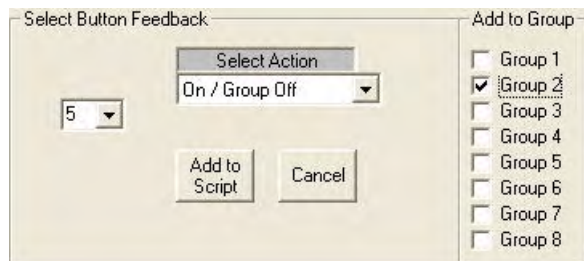 Select Button Feedback
Select Action
On / Group Off
5
Add to
Script
Cancel
Add to Group
Group 1
Group 2
Group 3
Group 4
Group 5
Group 6
Group 7
Group 8